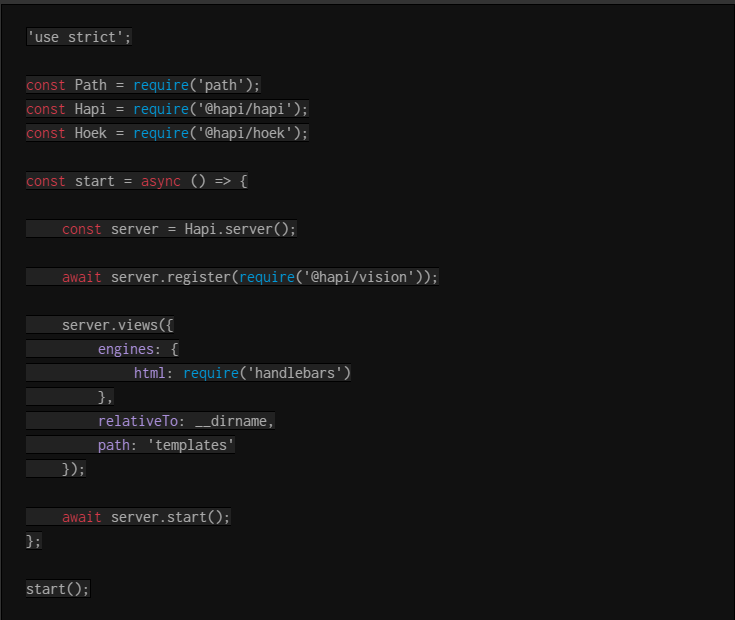 'use strict';
const Path = require('path');
const Hapi = require('@hapi/hapi');
const Hoek = require('@hapi/hoek');
const start = async () => {
    const server = Hapi.server();
    await server.register(require('@hapi/vision'));
    server.views({
        engines: {
            html: require('handlebars')
        },
        relativeTo: __dirname,
        path: 'templates'
    });
    await server.start();
};
start();